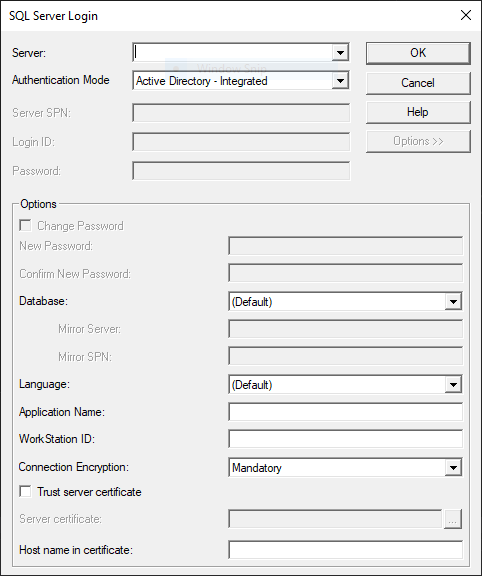 SQL Server Login
Server:
OK
Authentication Mode
Active Directory - Integrated
Cancel
Server SPN:
Help
Login ID:
Options >>
Password:
Options
Change Password
New Password:
Confirm New Password:
Database:
(Default)
Mirror Server:
Mirror SPN:
Language:
(Default)
Application Name:
WorkStation ID:
Connection Encryption:
Mandatory
Trust server certificate
Server certificate:
...
Host name in certificate: